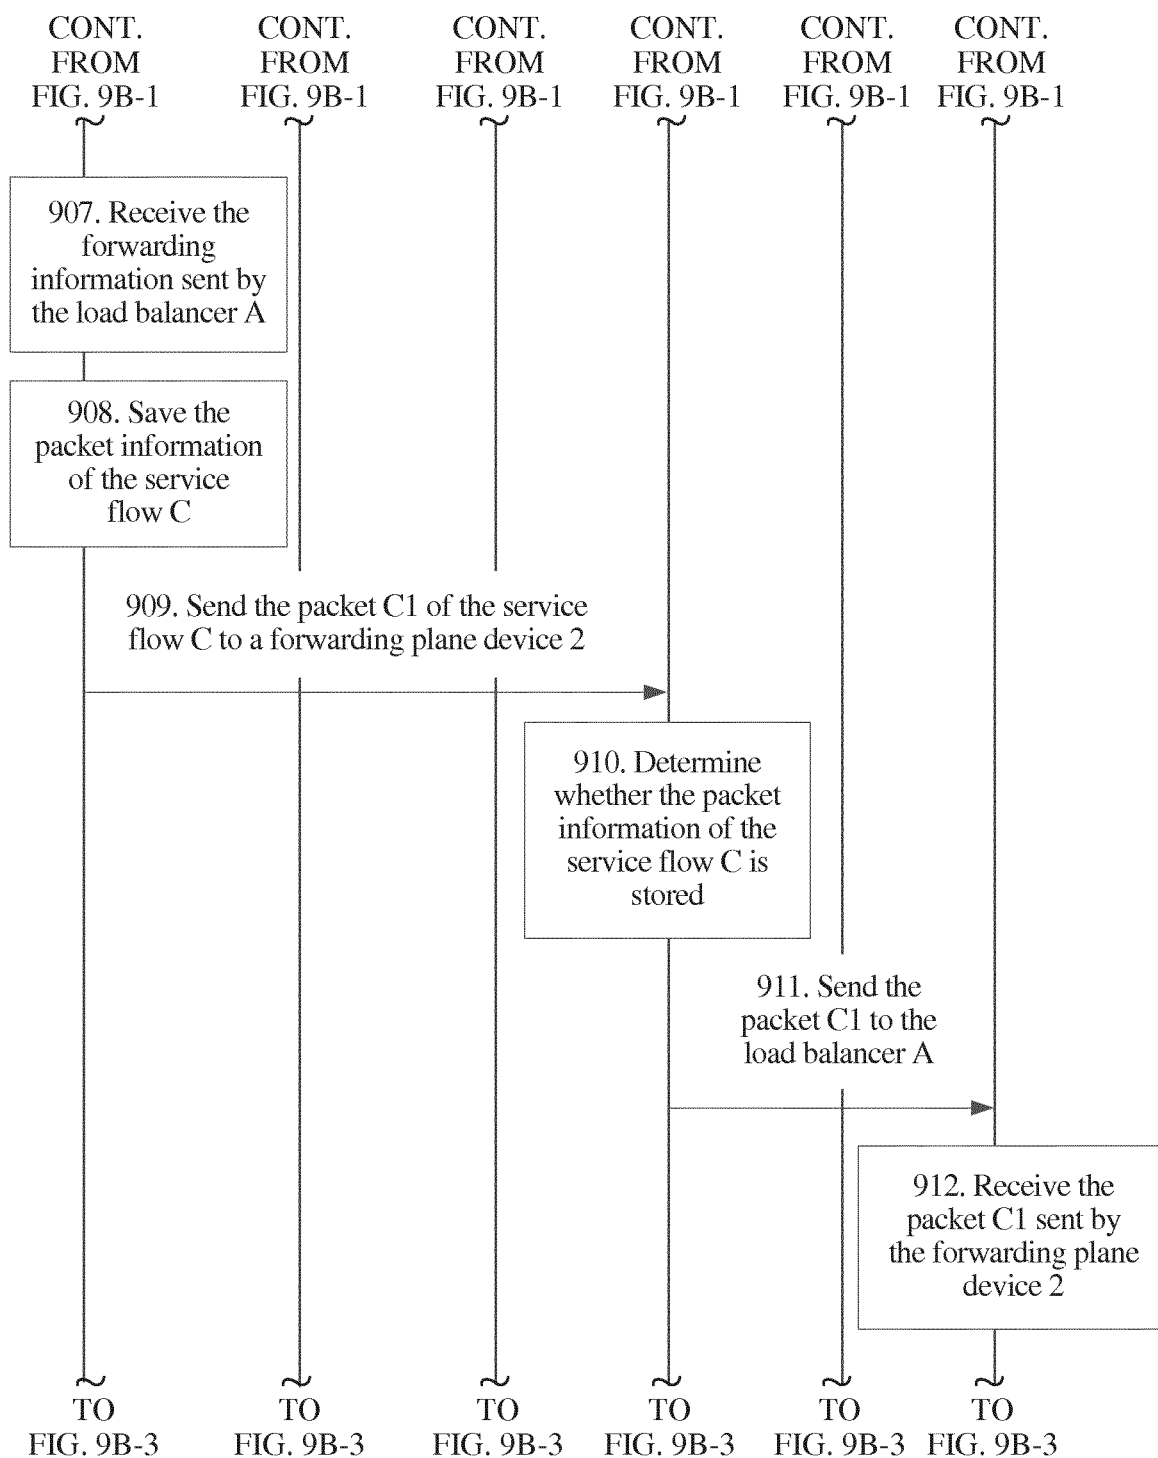 CONT. CONT. CONT. CONT. CONT. CONT.
FROM FROM FROM FROM FROM FROM
FIG. 9B-1 FIG. 9B-1 FIG. 9B-1 FIG. 9B-1 FIG. 9B-1 FIG. 9B-1
907. Receive the
forwarding
information sent by
the load balancer A
908. Save the
packet information
of the service
flow C
909. Send the packet C1 of the service
flow C to a forwarding plane device 2
910. Determine
whether the packet
information of the
service flow C is
stored
911. Send the
packet C1 to the
load balancer A
912. Receive the
packet C1 sent by
the forwarding plane
device 2
TO TO TO TO TO TO
FIG. 9B-3 FIG. 9B-3 FIG. 9B-3 FIG. 9B-3 FIG. 9B-3 FIG. 9B-3